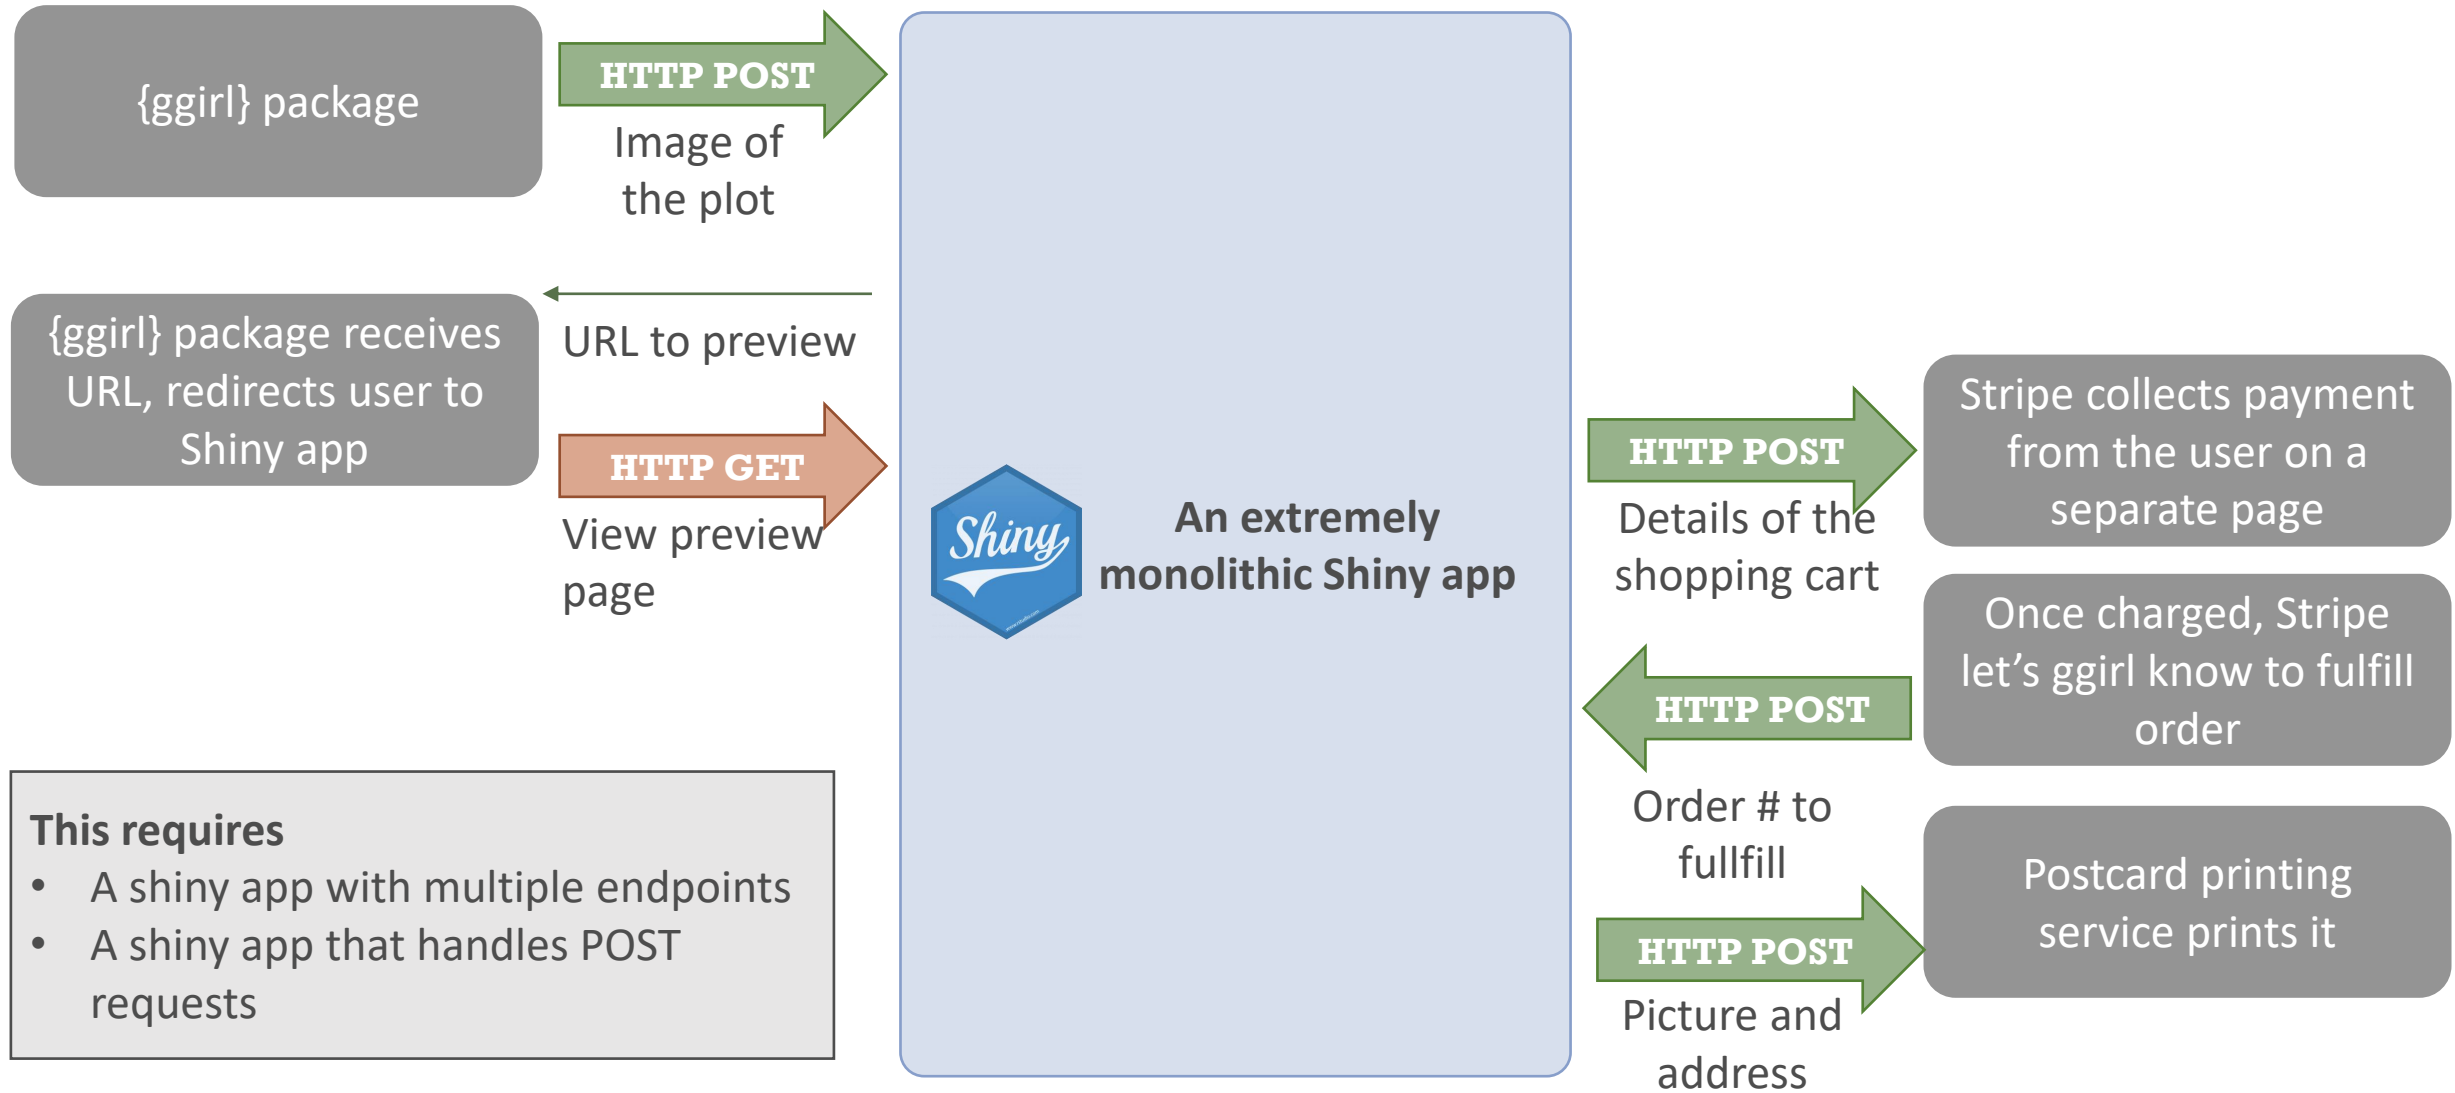 {ggirl} package
HTTP POST
Image of
the plot
{ggirl} package receives
URL, redirects user to
Shiny app
URL to preview
HTTP GET
View preview
page
This requires
• A shiny app with multiple endpoints
• A shiny app that handles POST
requests
Shiny
An extremely
monolithic Shiny app
HTTP POST
Details of the
shopping cart
Stripe collects payment
from the user on a
separate page
HTTP POST
Order # to
fullfill
Once charged, Stripe
let’s ggirl know to fulfill
order
HTTP POST
Picture and
address
Postcard printing
service prints it